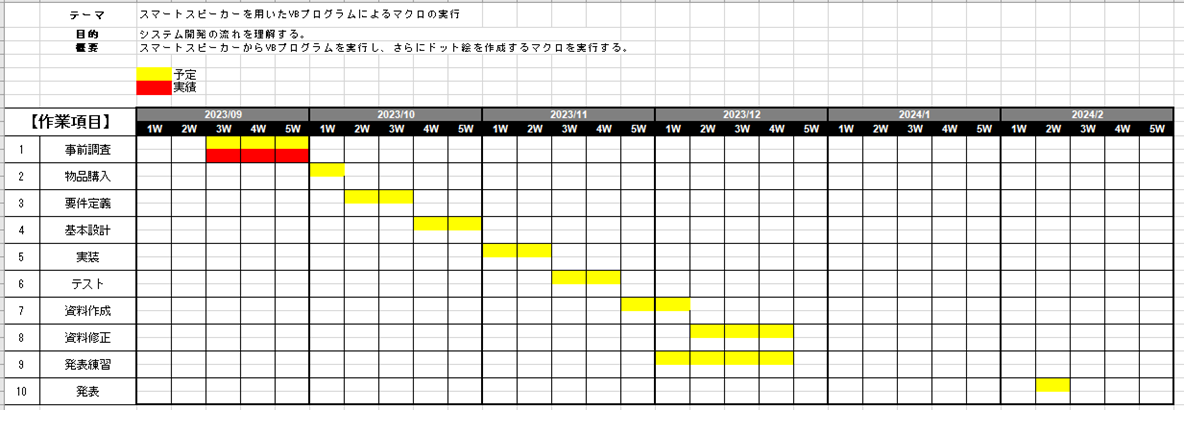 テーマ スマートスピーカーを用いたVBプログラムによるマクロの実行
目的 システム開発の流れを理解する。
概要 スマートスピーカーからVBプログラムを実行し、さらにドット絵を作成するマクロを実行する。
予定
実績
【作業項目】 2023/09 2023/10 2023/11 2023/12 2024/1 2024/2
1W 2W 3W 4W 5W 1W 2W 3W 4W 5W 1W 2W 3W 4W 5W 1W 2W 3W 4W 5W 1W 2W 3W 4W 5W 1W 2W 3W 4W 5W
1 事前調査
2 物品購入
3 要件定義
4 基本設計
5 実装
6 テスト
7 資料作成
8 資料修正
9 発表練習
10 発表